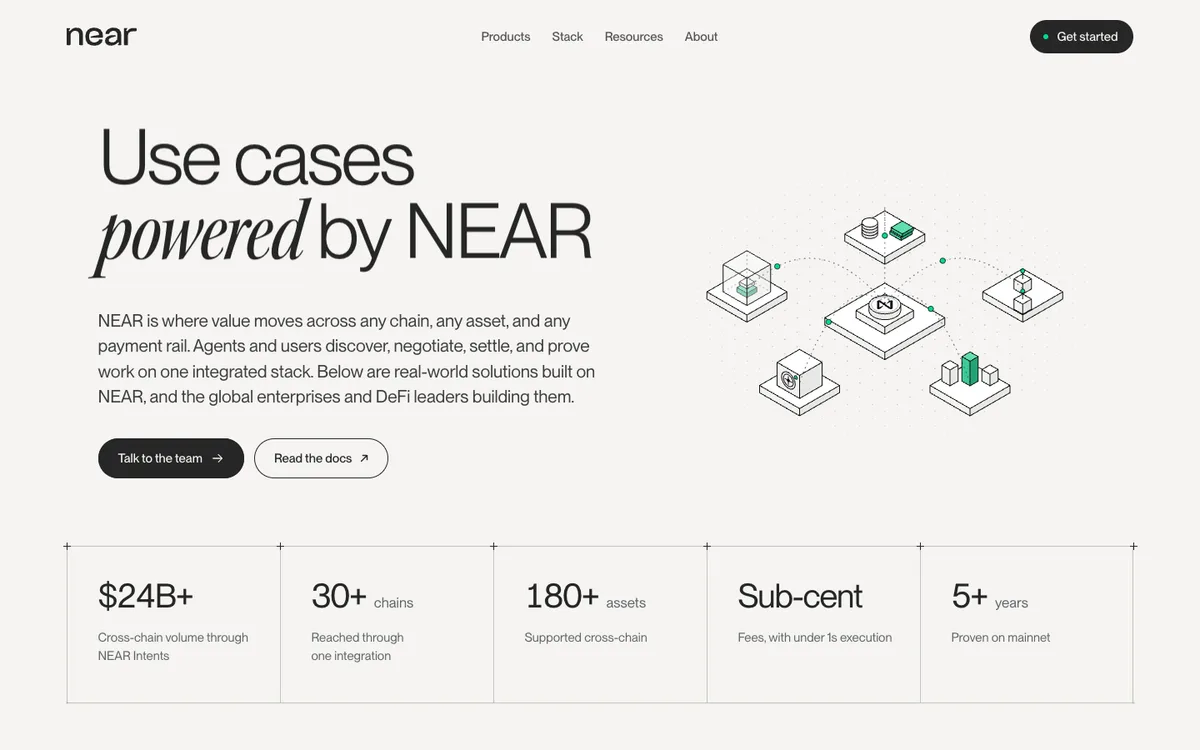 near
Products Stack Resources About
Get started
Use cases
powered by NEAR
NEAR is where value moves across any chain, any asset, and any
payment rail. Agents and users discover, negotiate, settle, and prove
work on one integrated stack. Below are real-world solutions built on
NEAR, and the global enterprises and DeFi leaders building them.
Talk to the team →
Read the docs ↗
$24B+
Cross-chain volume through
NEAR Intents
30+ chains
Reached through
one integration
180+ assets
Supported cross-chain
Sub-cent
Fees, with under 1s execution
5+ years
Proven on mainnet